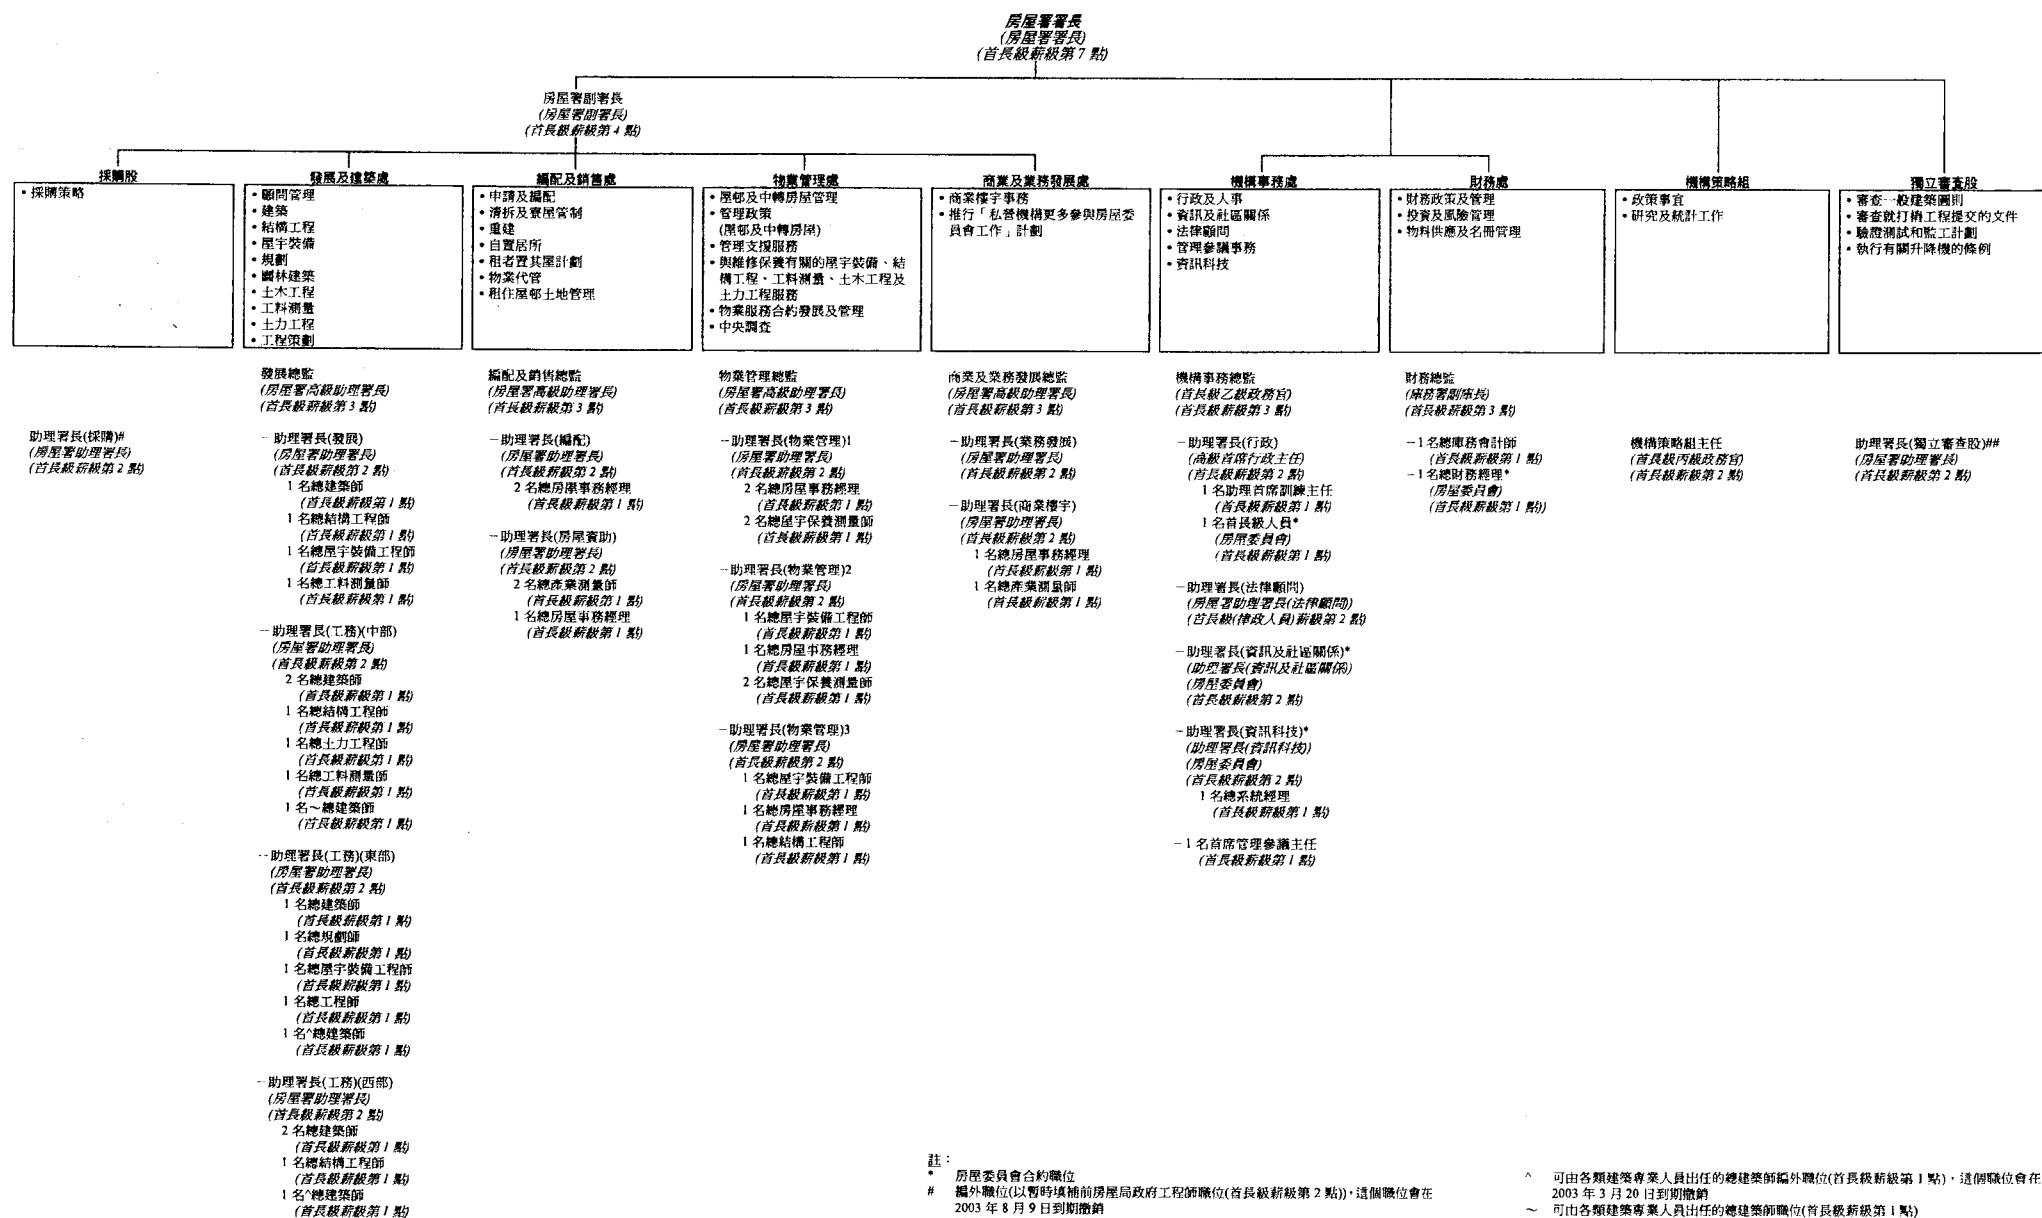 房屋署署長
(房屋署署長)
(首長級薪級第 7 點)
房屋署副署長
(房屋署副署長)
(首長級薪級第 4 點)
採購股
• 採購策略
助理署長(採購)#
(房屋署助理署長)
(首長級薪級第 2 點)
發展及建築處
• 顧問管理
• 建築
• 結構工程
• 屋宇裝備
• 規劃
• 園林建築
• 土木工程
• 工料測量
• 土力工程
• 工程策劃
發展總監
(房屋署高級助理署長)
(首長級薪級第 3 點)
－助理署長(發展)
(房屋署助理署長)
(首長級薪級第 2 點)
1 名總建築師
(首長級薪級第 1 點)
1 名總結構工程師
(首長級薪級第 1 點)
1 名總屋宇裝備工程師
(首長級薪級第 1 點)
1 名總工料測量師
(首長級薪級第 1 點)
－助理署長(工務)(中部)
(房屋署助理署長)
(首長級薪級第 2 點)
2 名總建築師
(首長級薪級第 1 點)
1 名總結構工程師
(首長級薪級第 1 點)
1 名總土力工程師
(首長級薪級第 1 點)
1 名總工料測量師
(首長級薪級第 1 點)
1 名～總建築師
(首長級薪級第 1 點)
－助理署長(工務)(東部)
(房屋署助理署長)
(首長級薪級第 2 點)
1 名總建築師
(首長級薪級第 1 點)
1 名總規劃師
(首長級薪級第 1 點)
1 名總屋宇裝備工程師
(首長級薪級第 1 點)
1 名總工程師
(首長級薪級第 1 點)
1 名^總建築師
(首長級薪級第 1 點)
－助理署長(工務)(西部)
(房屋署助理署長)
(首長級薪級第 2 點)
2 名總建築師
(首長級薪級第 1 點)
1 名總結構工程師
(首長級薪級第 1 點)
1 名^總建築師
(首長級薪級第 1 點)
編配及銷售處
• 申請及編配
• 清拆及寮屋管制
• 重建
• 自置居所
• 租者置其屋計劃
• 物業代管
• 租住屋邨土地管理
編配及銷售總監
(房屋署高級助理署長)
(首長級薪級第 3 點)
－助理署長(編配)
(房屋署助理署長)
(首長級薪級第 2 點)
2 名總房屋事務經理
(首長級薪級第 1 點)
－助理署長(房屋資助)
(房屋署助理署長)
(首長級薪級第 2 點)
2 名總產業測量師
(首長級薪級第 1 點)
1 名總房屋事務經理
(首長級薪級第 1 點)
物業管理處
• 屋邨及中轉房屋管理
• 管理政策
(屋邨及中轉房屋)
• 管理支援服務
• 與維修保養有關的屋宇裝備、結
構工程、工料測量、土木工程及
土力工程服務
• 物業服務合約發展及管理
• 中央調查
物業管理總監
(房屋署高級助理署長)
(首長級薪級第 3 點)
－助理署長(物業管理)1
(房屋署助理署長)
(首長級薪級第 2 點)
2 名總房屋事務經理
(首長級薪級第 1 點)
2 名總屋宇保養測量師
(首長級薪級第 1 點)
－助理署長(物業管理)2
(房屋署助理署長)
(首長級薪級第 2 點)
1 名總屋宇裝備工程師
(首長級薪級第 1 點)
1 名總房屋事務經理
(首長級薪級第 1 點)
2 名總屋宇保養測量師
(首長級薪級第 1 點)
－助理署長(物業管理)3
(房屋署助理署長)
(首長級薪級第 2 點)
1 名總屋宇裝備工程師
(首長級薪級第 1 點)
1 名總房屋事務經理
(首長級薪級第 1 點)
1 名總結構工程師
(首長級薪級第 1 點)
商業及業務發展處
• 商業樓宇事務
• 推行「私營機構更多參與房屋委
員會工作」計劃
商業及業務發展總監
(房屋署高級助理署長)
(首長級薪級第 3 點)
－助理署長(業務發展)
(房屋署助理署長)
(首長級薪級第 2 點)
－助理署長(商業樓宇)
(房屋署助理署長)
(首長級薪級第 2 點)
1 名總房屋事務經理
(首長級薪級第 1 點)
1 名總產業測量師
(首長級薪級第 1 點)
機構事務處
• 行政及人事
• 資訊及社區關係
• 法律顧問
• 管理參議事務
• 資訊科技
機構事務總監
(首長級乙級政務官)
(首長級薪級第 3 點)
－助理署長(行政)
(高級首席行政主任)
(首長級薪級第 2 點)
1 名助理首席訓練主任
(首長級薪級第 1 點)
1 名首長級人員*
(房屋委員會)
(首長級薪級第 1 點)
－助理署長(法律顧問)
(房屋署助理署長(法律顧問))
(首長級(律政人員)薪級第 2 點)
－助理署長(資訊及社區關係)*
(助理署長(資訊及社區關係))
(房屋委員會)
(首長級薪級第 2 點)
－助理署長(資訊科技)*
(助理署長(資訊科技))
(房屋委員會)
(首長級薪級第 2 點)
1 名總系統經理
(首長級薪級第 1 點)
－1 名首席管理參議主任
(首長級薪級第 1 點)
財務處
• 財務政策及管理
• 投資及風險管理
• 物料供應及名冊管理
財務總監
(庫務署副庫長)
(首長級薪級第 3 點)
－1 名總庫務會計師
(首長級薪級第 1 點)
－1 名總財務經理*
(房屋委員會)
(首長級薪級第 1 點))
機構策略組
• 政策事宜
• 研究及統計工作
機構策略組主任
(首長級丙級政務官)
(首長級薪級第 2 點)
獨立審查股
• 審查一般建築圖則
• 審查就打樁工程提交的文件
• 驗證測試和監工計劃
• 執行有關升降機的條例
助理署長(獨立審查股)##
(房屋署助理署長)
(首長級薪級第 2 點)
註：
* 房屋委員會合約職位
# 編外職位(以暫時填補前房屋局政府工程師職位(首長級薪級第 2 點))，這個職位會在
2003 年 8 月 9 日到期撤銷
^ 可由各類建築專業人員出任的總建築師編外職位(首長級薪級第 1 點)，這個職位會在
2003 年 3 月 20 日到期撤銷
～ 可由各類建築專業人員出任的總建築師職位(首長級薪級第 1 點)